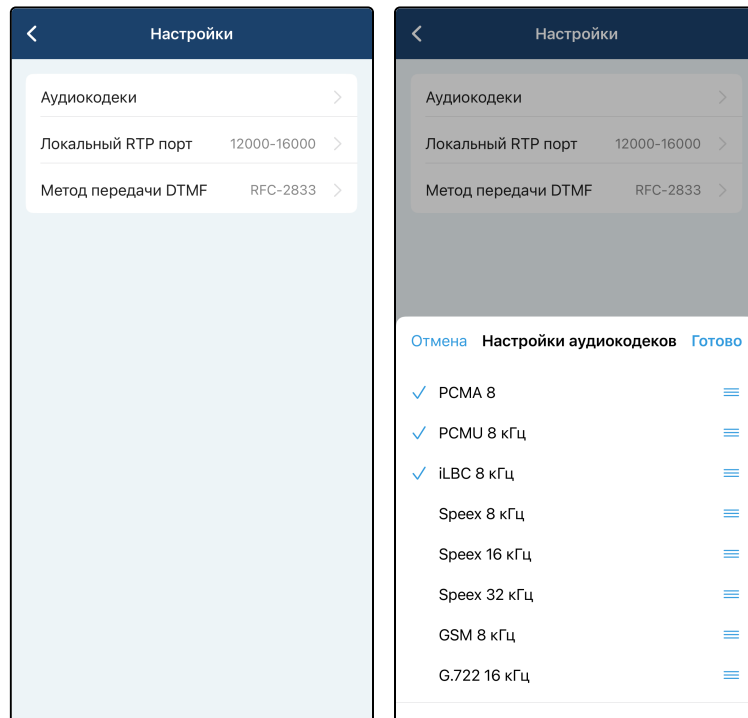 Настройки
Аудиокодеки
Локальный RTP порт 12000-16000
Метод передачи DTMF RFC-2833
Настройки
Аудиокодеки
Локальный RTP порт 12000-16000
Метод передачи DTMF RFC-2833
Отмена Настройки аудиокодеков Готово
PCMA 8
PCMU 8 кГц
iLBC 8 кГц
Speex 8 кГц
Speex 16 кГц
Speex 32 кГц
GSM 8 кГц
G.722 16 кГц